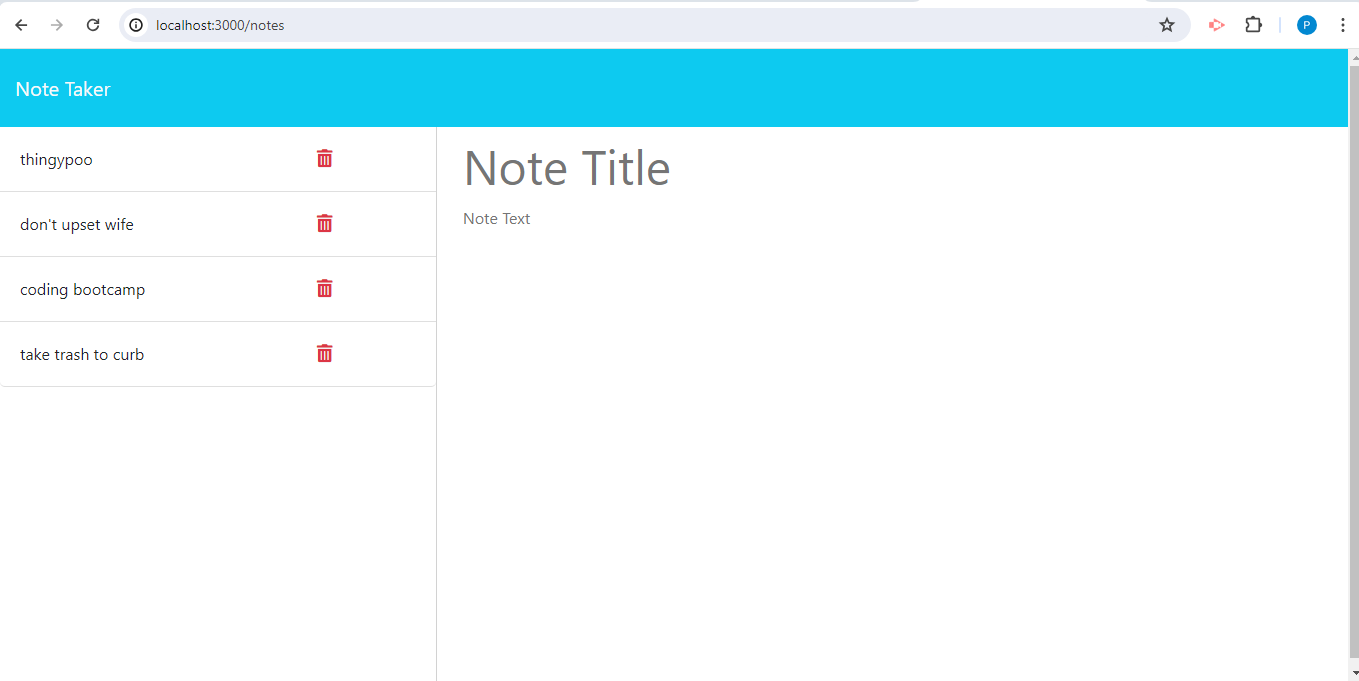 localhost:3000/notes
P
Note Taker
thingypoo
don't upset wife
coding bootcamp
take trash to curb
Note Title
Note Text